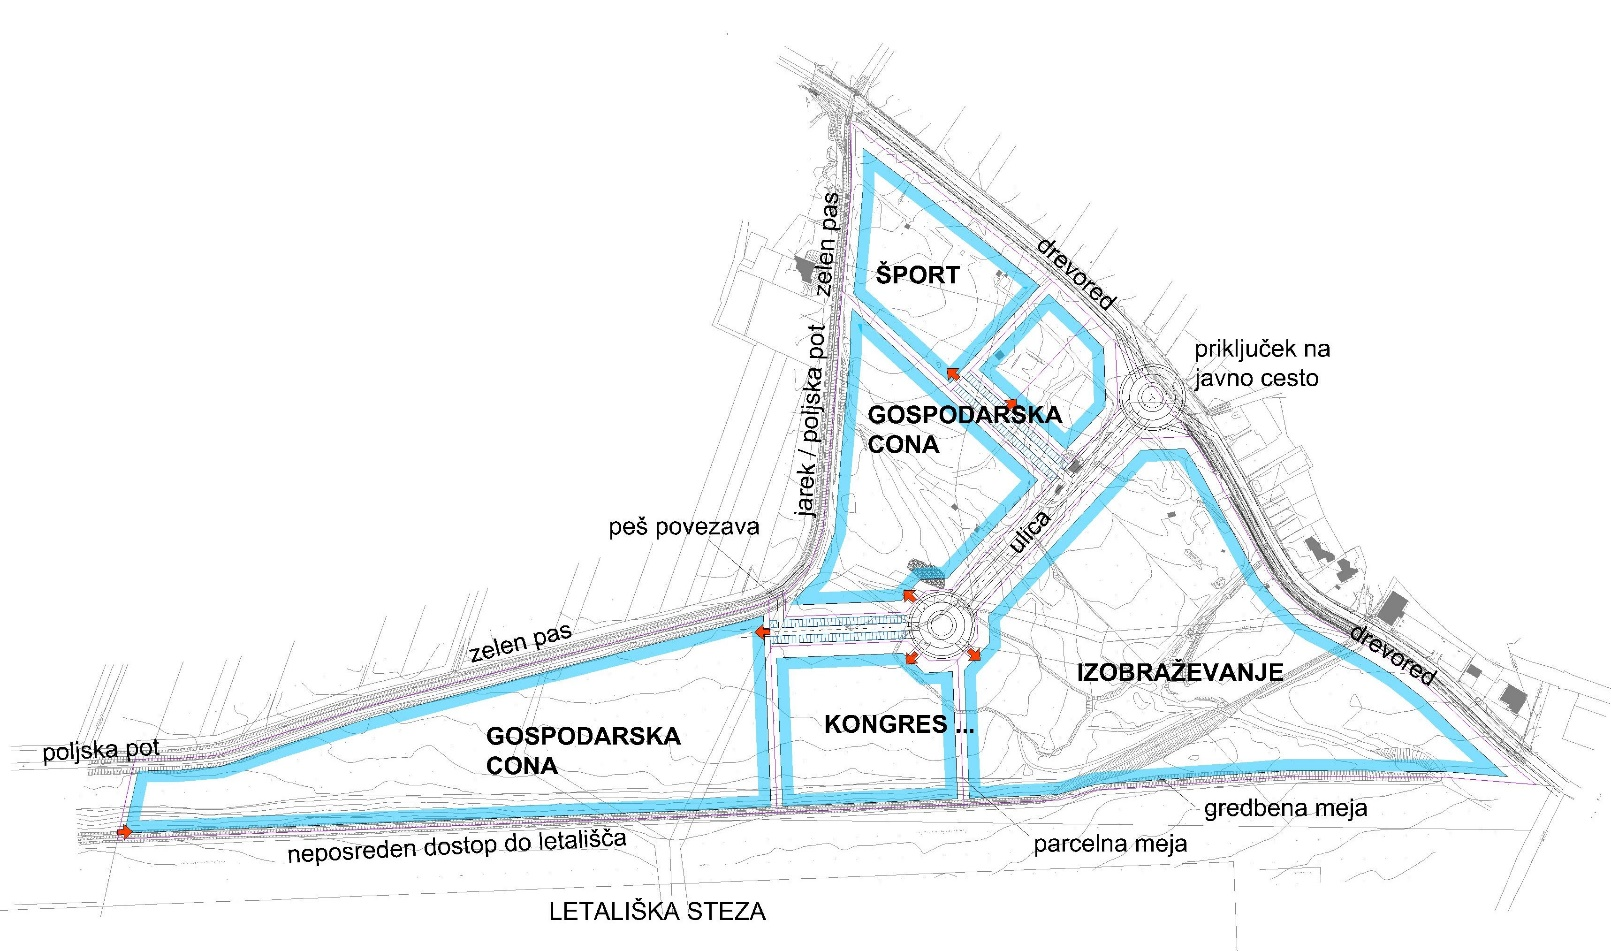 zelen pas
drevored
ŠPORT
priključek na
javno cesto
jarek / poljska pot
GOSPODARSKA
CONA
peš povezava
ulica
zelen pas
drevored
IZOBRAŽEVANJE
KONGRES ...
GOSPODARSKA
CONA
poljska pot
gredbena meja
parcelna meja
neposreden dostop do letališča
LETALIŠKA STEZA